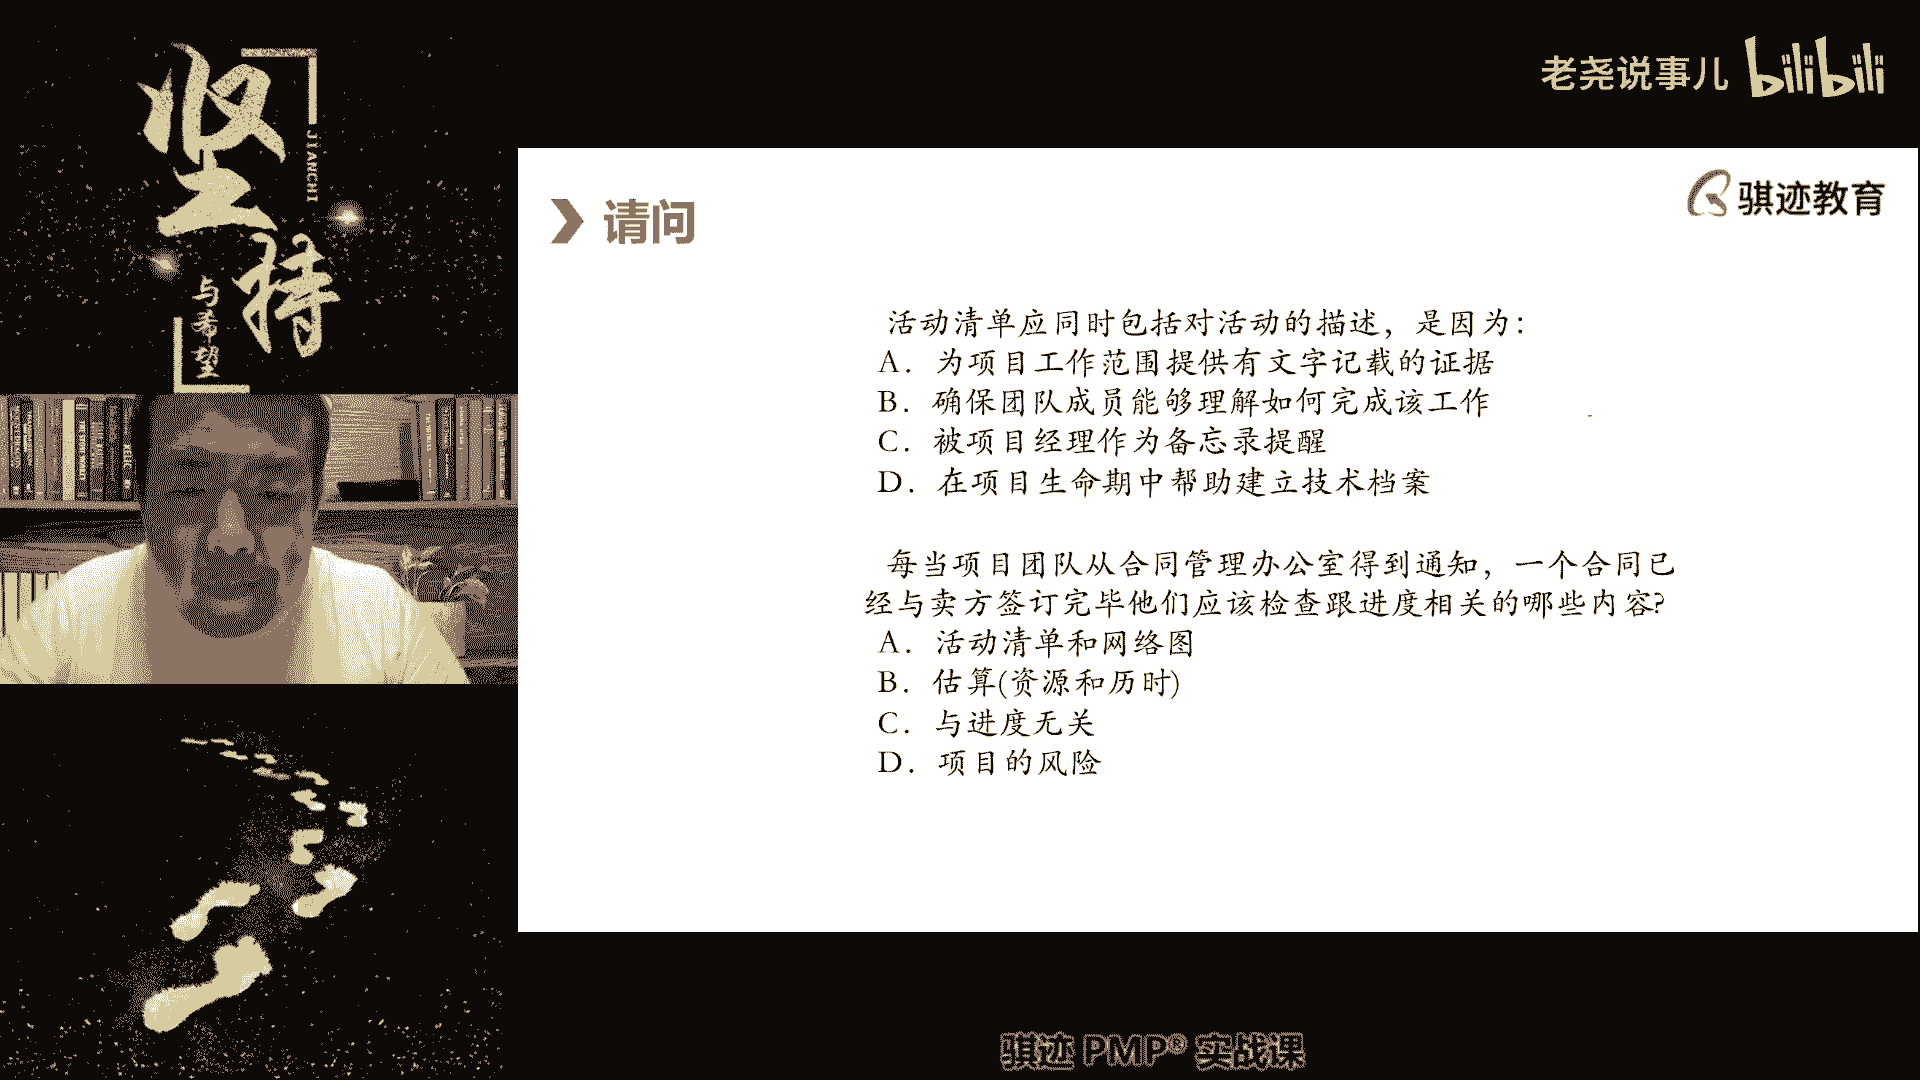 坚持
JIANCHI
与希望
老尧说事儿 bilibili
骐迹教育
请问
活动清单应同时包括对活动的描述，是因为：
A．为项目工作范围提供有文字记载的证据
B．确保团队成员能够理解如何完成该工作
C．被项目经理作为备忘录提醒
D．在项目生命期中帮助建立技术档案
每当项目团队从合同管理办公室得到通知，一个合同已
经与卖方签订完毕他们应该检查跟进度相关的哪些内容?
A．活动清单和网络图
B．估算(资源和历时)
C．与进度无关
D．项目的风险
骐迹 PMP® 实战课